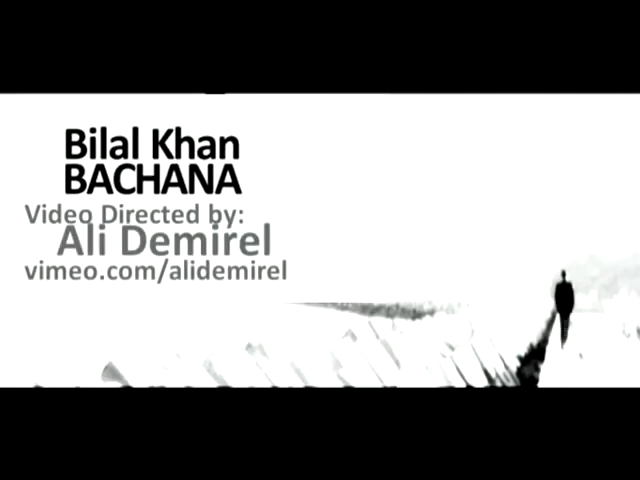 Bilal Khan
BACHANA
Video Directed by:
Ali Demirel
vimeo.com/alidemirel